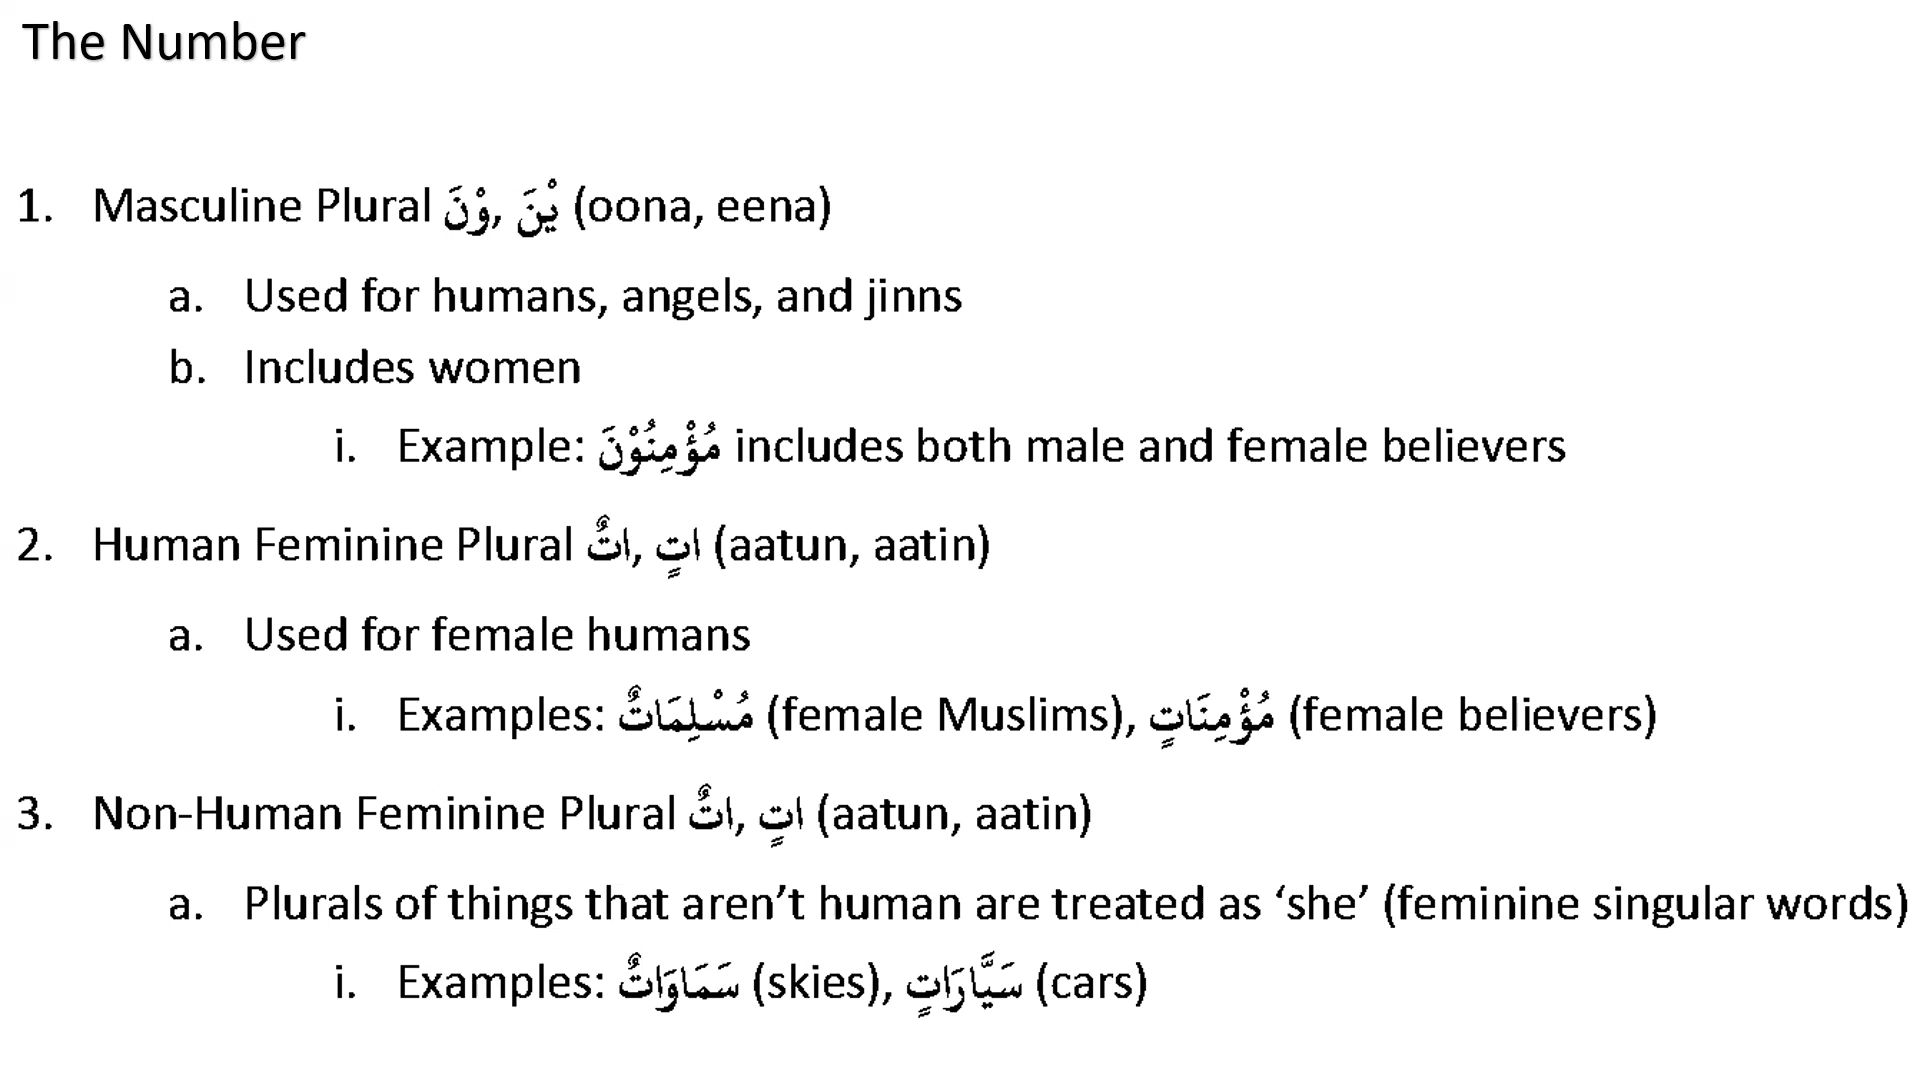 The Number
1. Masculine Plural وْنَ, يْنَ (oona, eena)
a. Used for humans, angels, and jinns
b. Includes women
i. Example: مُؤْمِنُوْنَ includes both male and female believers
2. Human Feminine Plural اتٌ, اتٍ (aatun, aatin)
a. Used for female humans
i. Examples: مُسْلِمَاتٌ (female Muslims), مُؤْمِنَاتٍ (female believers)
3. Non-Human Feminine Plural اتٌ, اتٍ (aatun, aatin)
a. Plurals of things that aren’t human are treated as ‘she’ (feminine singular words)
i. Examples: سَمَاوَاتٌ (skies), سَيَّارَاتٍ (cars)